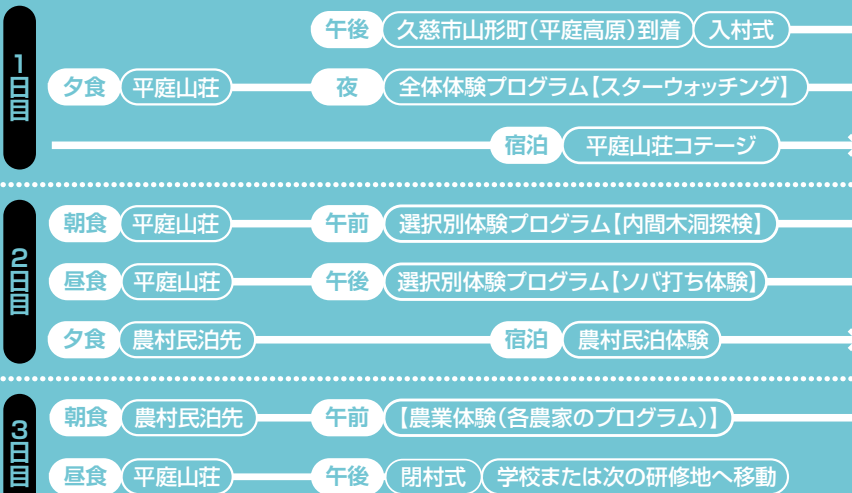 1日目
午後 久慈市山形町(平庭高原)到着 入村式
夕食 平庭山荘 夜 全体体験プログラム【スターウォッチング】
宿泊 平庭山荘コテージ
2日目
朝食 平庭山荘 午前 選択別体験プログラム【内間木洞探検】
昼食 平庭山荘 午後 選択別体験プログラム【ソバ打ち体験】
夕食 農村民泊先 宿泊 農村民泊体験
3日目
朝食 農村民泊先 午前 【農業体験(各農家のプログラム)】
昼食 平庭山荘 午後 閉村式 学校または次の研修地へ移動